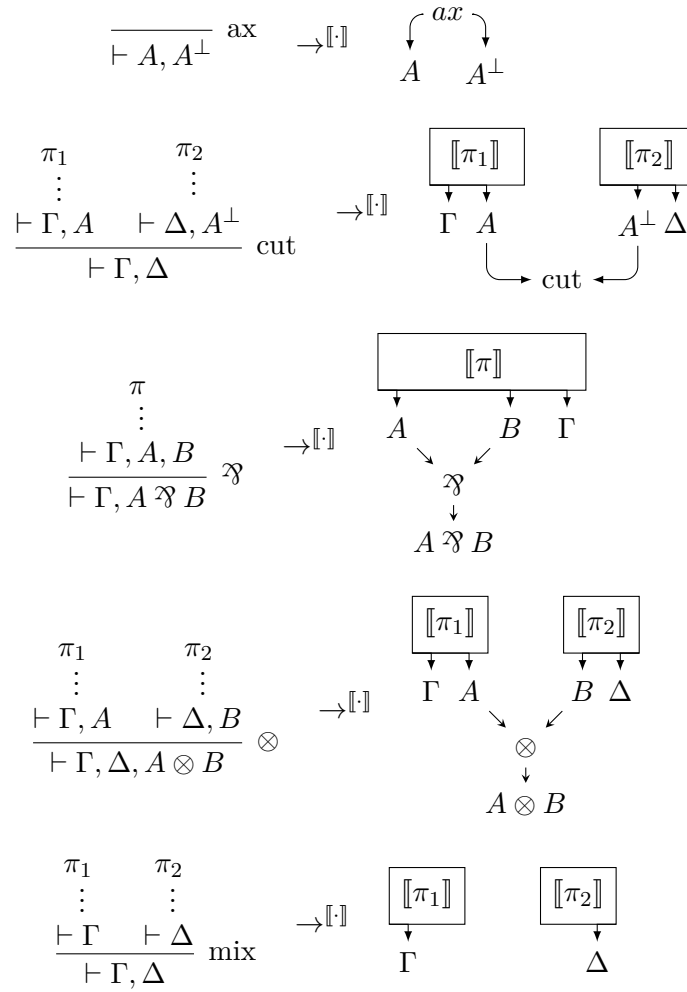 ⊢ A, A⊥ ax →⟦·⟧ ax
A A⊥
π1 π2 ⟦π1⟧ ⟦π2⟧
⋮ ⋮
⊢ Γ, A ⊢ Δ, A⊥ cut →⟦·⟧ Γ A A⊥ Δ
⊢ Γ, Δ cut
π ⟦π⟧
⋮
⊢ Γ, A, B ⅋ →⟦·⟧ A B Γ
⊢ Γ, A ⅋ B ⅋
A ⅋ B
π1 π2 ⟦π1⟧ ⟦π2⟧
⋮ ⋮
⊢ Γ, A ⊢ Δ, B ⊗ →⟦·⟧ Γ A B Δ
⊢ Γ, Δ, A ⊗ B ⊗
A ⊗ B
π1 π2 ⟦π1⟧ ⟦π2⟧
⋮ ⋮
⊢ Γ ⊢ Δ mix →⟦·⟧
⊢ Γ, Δ Γ Δ